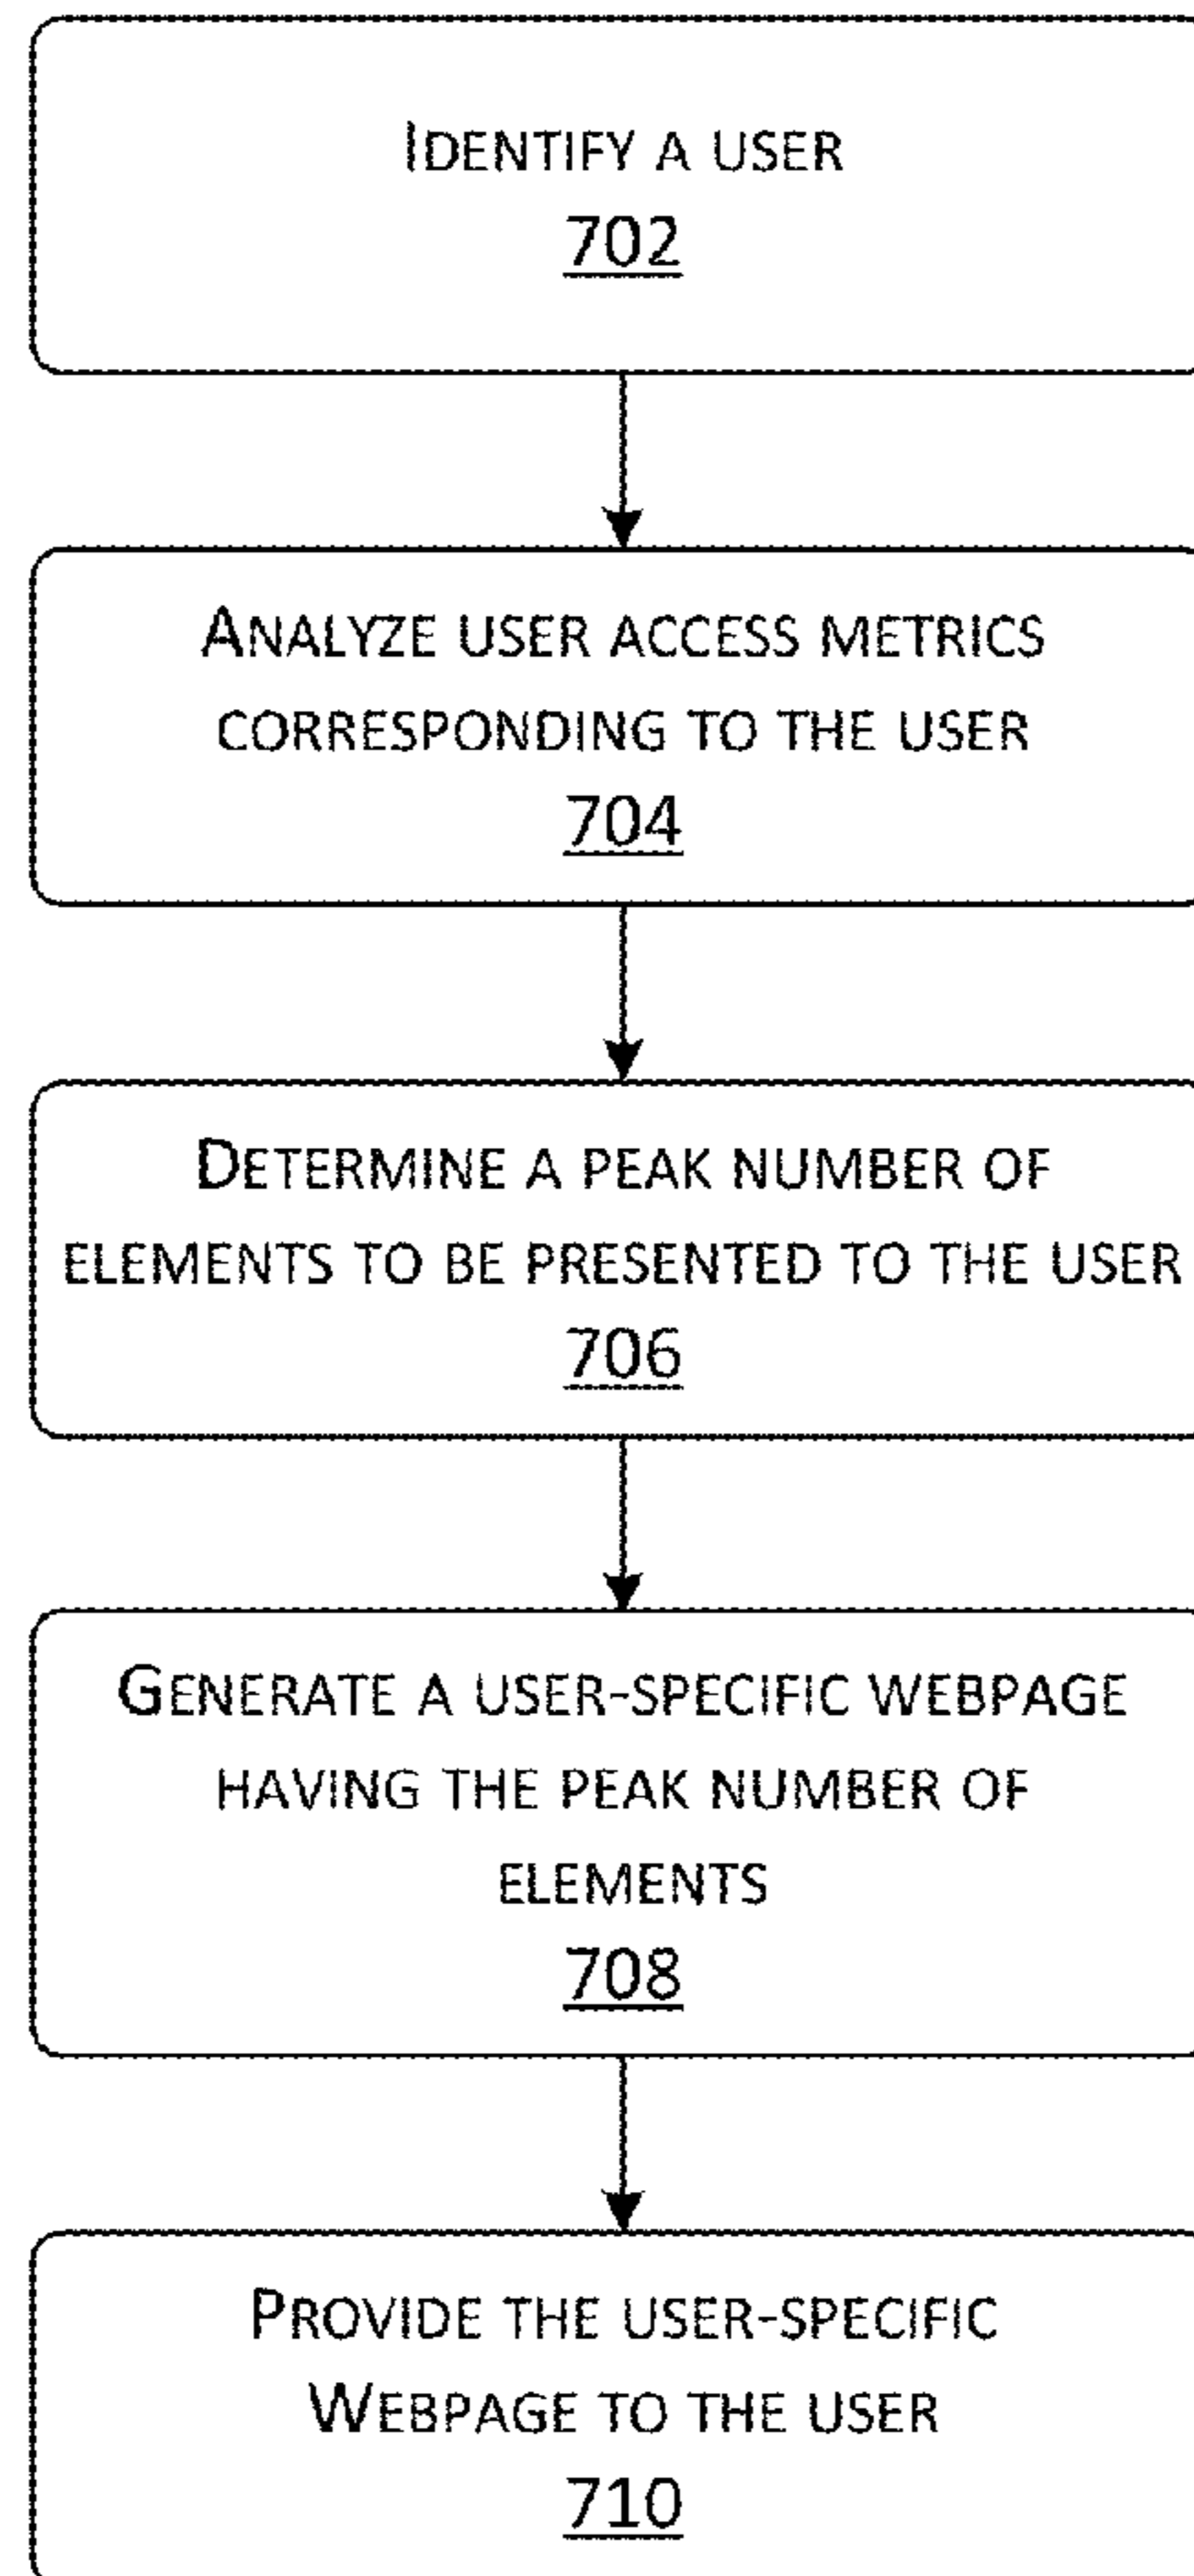 IDENTIFY A USER
702
ANALYZE USER ACCESS METRICS
CORRESPONDING TO THE USER
704
DETERMINE A PEAK NUMBER OF
ELEMENTS TO BE PRESENTED TO THE USER
706
GENERATE A USER-SPECIFIC WEBPAGE
HAVING THE PEAK NUMBER OF
ELEMENTS
708
PROVIDE THE USER-SPECIFIC
WEBPAGE TO THE USER
710